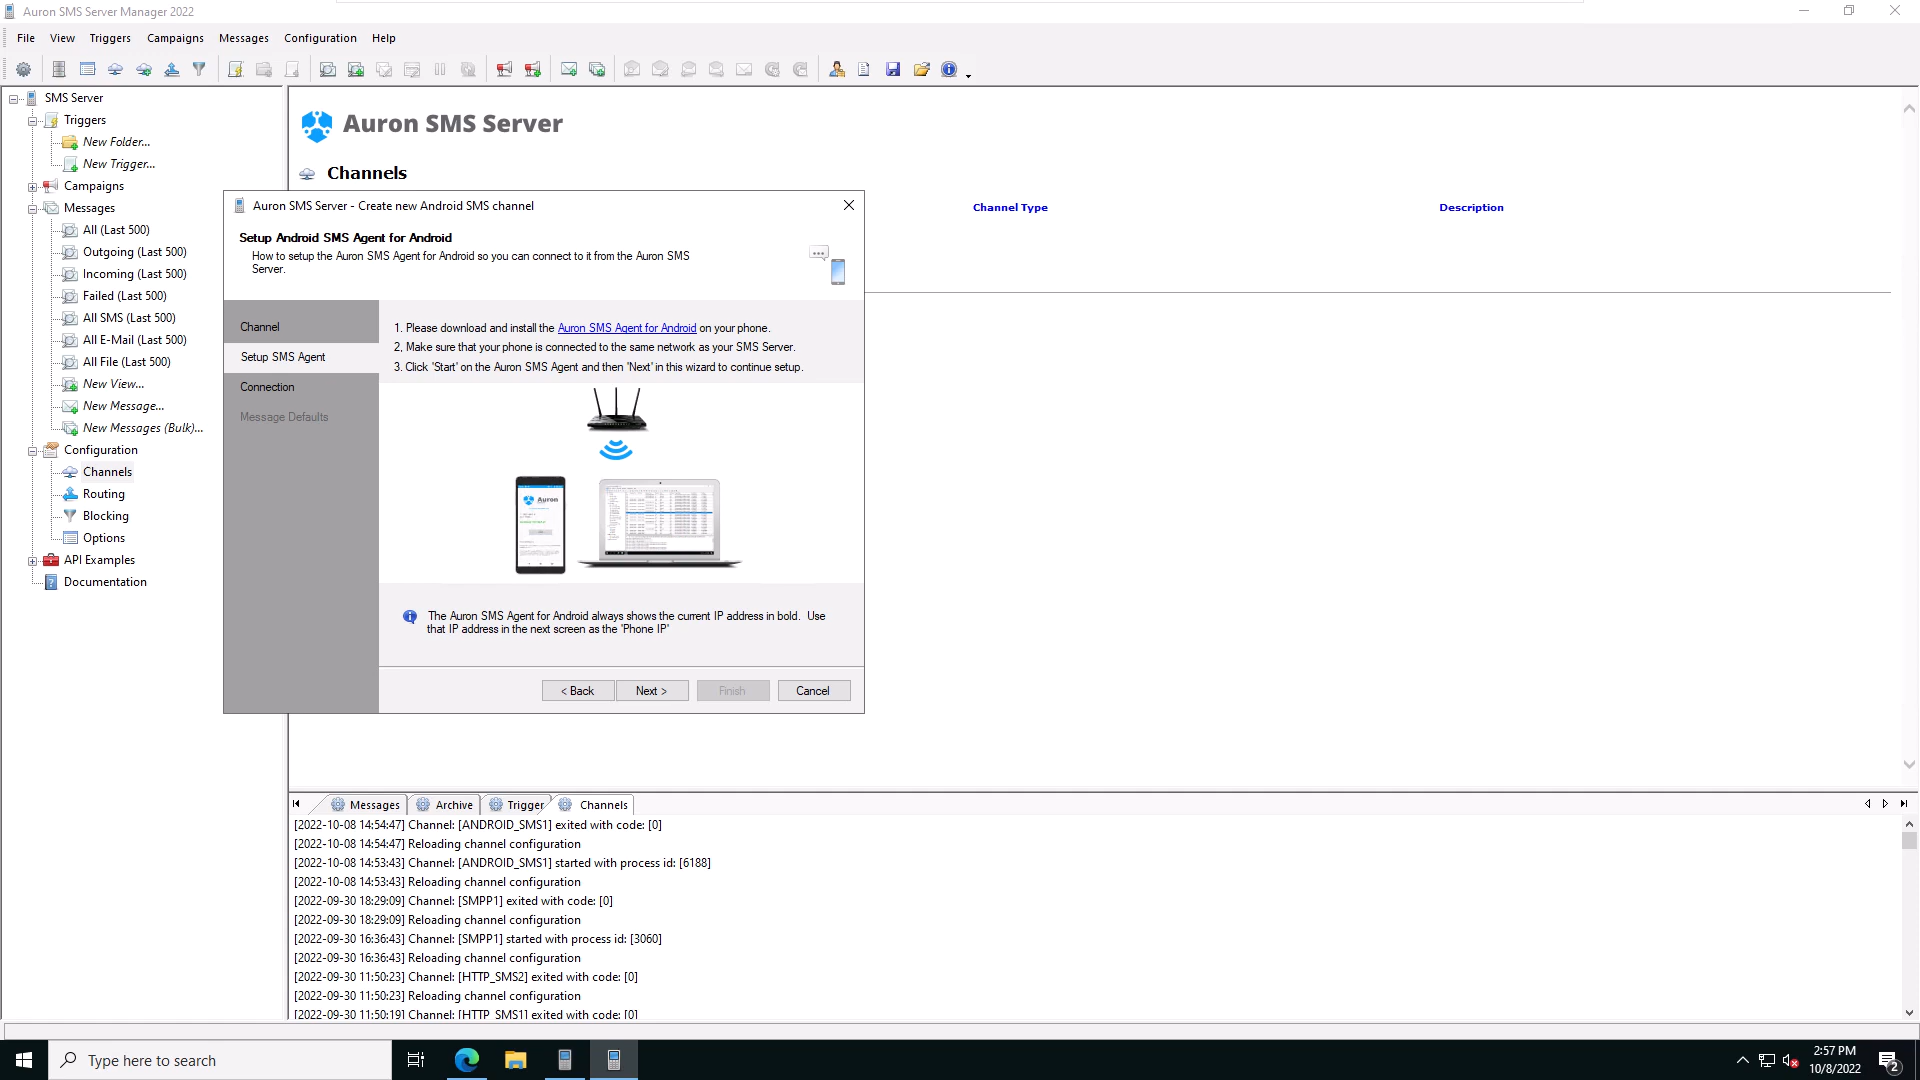 Auron SMS Server Manager 2022
File View Triggers Campaigns Messages Configuration Help
SMS Server
Triggers
New Folder...
New Trigger...
Campaigns
Messages
All (Last 500)
Outgoing (Last 500)
Incoming (Last 500)
Failed (Last 500)
All SMS (Last 500)
All E-Mail (Last 500)
All File (Last 500)
New View...
New Message...
New Messages (Bulk)...
Configuration
Channels
Routing
Blocking
Options
API Examples
Documentation
Auron SMS Server
Channels
Channel Type Description
Auron SMS Server - Create new Android SMS channel
Setup Android SMS Agent for Android
How to setup the Auron SMS Agent for Android so you can connect to it from the Auron SMS
Server.
Channel
Setup SMS Agent
Connection
Message Defaults
1. Please download and install the Auron SMS Agent for Android on your phone.
2. Make sure that your phone is connected to the same network as your SMS Server.
3. Click 'Start' on the Auron SMS Agent and then 'Next' in this wizard to continue setup.
Auron
The Auron SMS Agent for Android always shows the current IP address in bold. Use
that IP address in the next screen as the 'Phone IP'
< Back Next > Finish Cancel
Messages Archive Trigger Channels
[2022-10-08 14:54:47] Channel: [ANDROID_SMS1] exited with code: [0]
[2022-10-08 14:54:47] Reloading channel configuration
[2022-10-08 14:53:43] Channel: [ANDROID_SMS1] started with process id: [6188]
[2022-10-08 14:53:43] Reloading channel configuration
[2022-09-30 18:29:09] Channel: [SMPP1] exited with code: [0]
[2022-09-30 18:29:09] Reloading channel configuration
[2022-09-30 16:36:43] Channel: [SMPP1] started with process id: [3060]
[2022-09-30 16:36:43] Reloading channel configuration
[2022-09-30 11:50:23] Channel: [HTTP_SMS2] exited with code: [0]
[2022-09-30 11:50:23] Reloading channel configuration
[2022-09-30 11:50:19] Channel: [HTTP_SMS1] exited with code: [0]
Type here to search
2:57 PM
10/8/2022
2